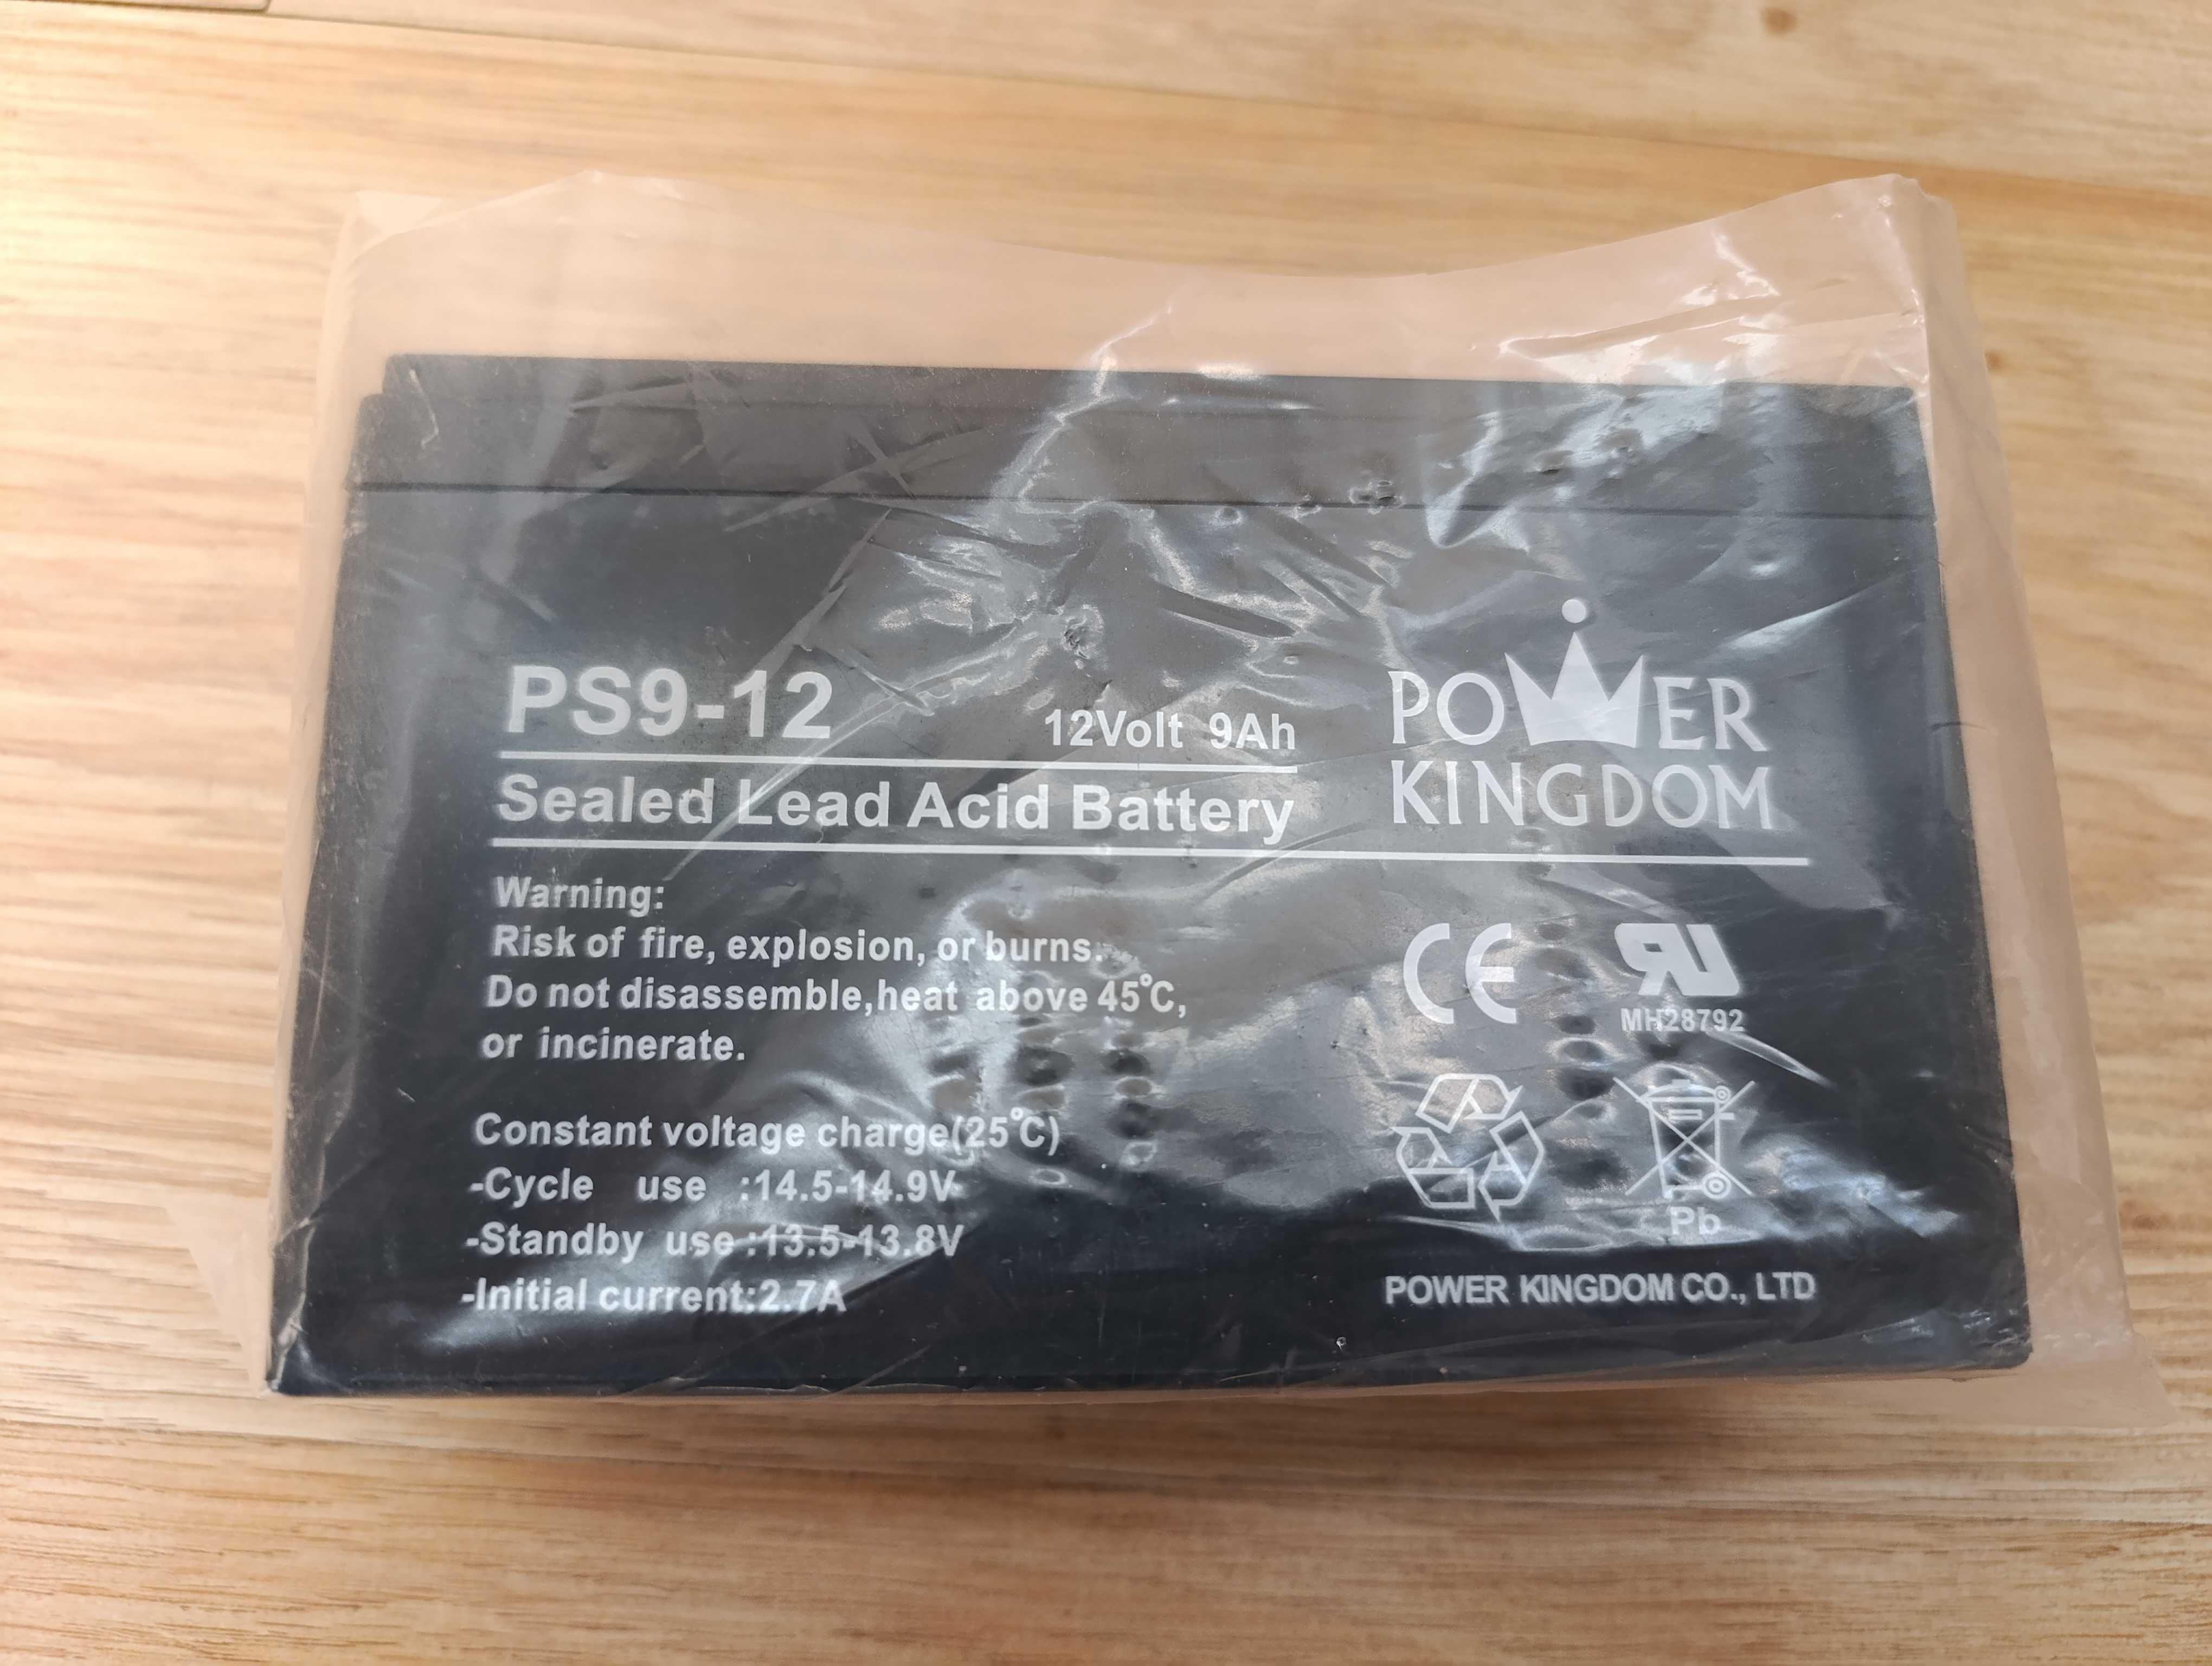 PS9-12
12Volt 9Ah
Sealed Lead Acid Battery
POWER
KINGDOM
Warning:
Risk of fire, explosion, or burns.
Do not disassemble,heat above 45°C,
or incinerate.
Constant voltage charge(25°C)
-Cycle use :14.5-14.9V
-Standby use:13.5-13.8V
-Initial current:2.7A
CE
RU
MH28792
Pb
POWER KINGDOM CO., LTD